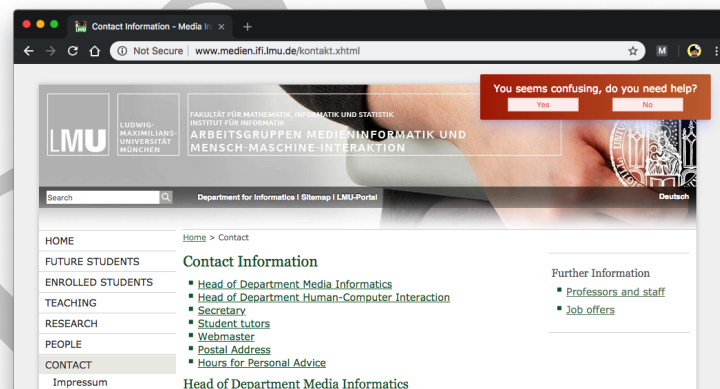 Contact Information - Media In
Not Secure | www.medien.ifi.lmu.de/kontakt.xhtml
M
You seems confusing, do you need help?
Yes No
LMU
LUDWIG-
MAXIMILIANS-
UNIVERSITÄT
MÜNCHEN
FAKULTÄT FÜR MATHEMATIK, INFORMATIK UND STATISTIK
INSTITUT FÜR INFORMATIK
ARBEITSGRUPPEN MEDIENINFORMATIK UND
MENSCH-MASCHINE-INTERAKTION
Search
Department for Informatics | Sitemap | LMU-Portal
Deutsch
HOME
FUTURE STUDENTS
ENROLLED STUDENTS
TEACHING
RESEARCH
PEOPLE
CONTACT
Impressum
Home > Contact
Contact Information
Head of Department Media Informatics
Head of Department Human-Computer Interaction
Secretary
Student tutors
Webmaster
Postal Address
Hours for Personal Advice
Head of Department Media Informatics
Further Information
Professors and staff
Job offers